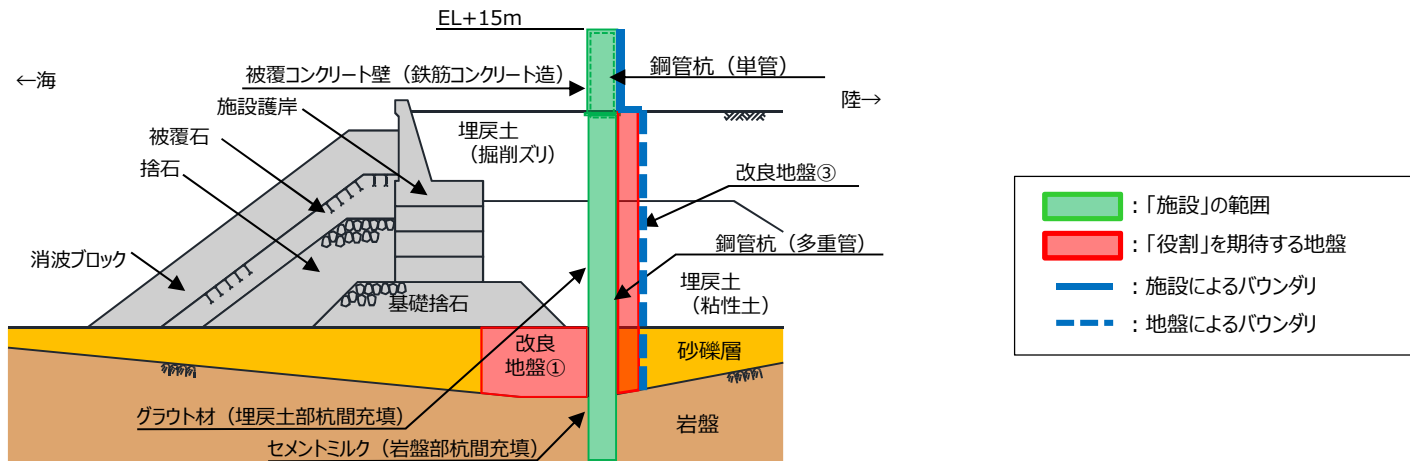 EL+15m
←海
被覆コンクリート壁（鉄筋コンクリート造）
鋼管杭（単管）
陸→
施設護岸
被覆石
捨石
埋戻土
（掘削ズリ）
改良地盤③
鋼管杭（多重管）
消波ブロック
埋戻土
（粘性土）
基礎捨石
改良
地盤①
砂礫層
グラウト材（埋戻土部杭間充填）
岩盤
セメントミルク（岩盤部杭間充填）
：「施設」の範囲
：「役割」を期待する地盤
：施設によるバウンダリ
：地盤によるバウンダリ